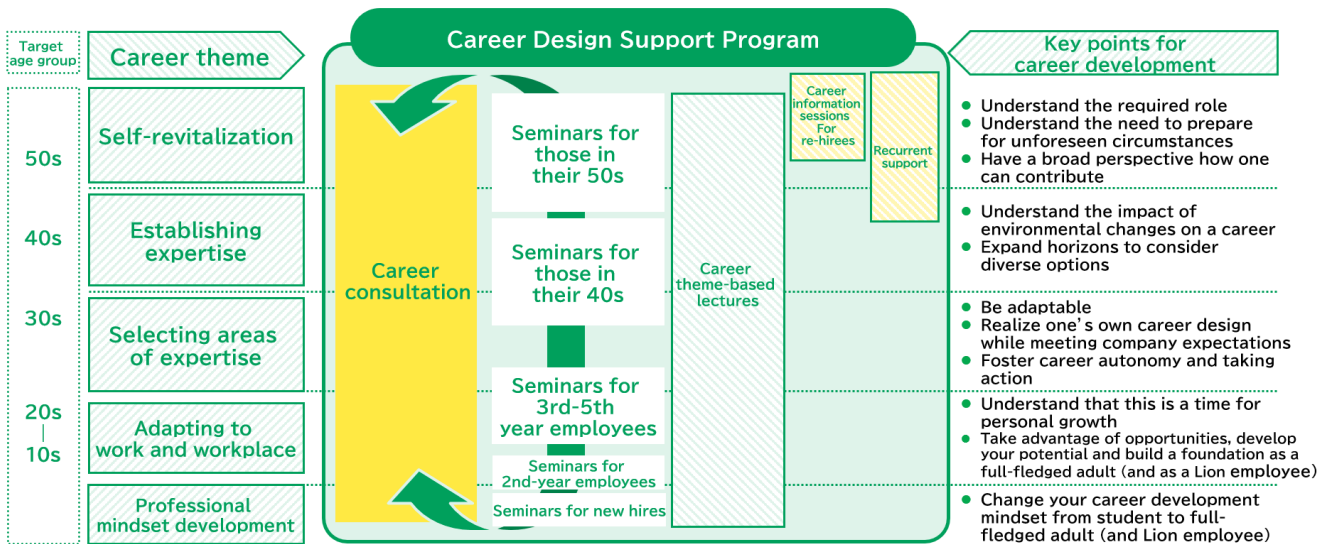 Target
age group
Career theme
Career Design Support Program
Key points for
career development
50s
40s
30s
20s
10s
Self-revitalization
Establishing
expertise
Selecting areas
of expertise
Adapting to
work and workplace
Professional
mindset development
Career
consultation
Seminars for
those in
their 50s
Seminars for
those in
their 40s
Seminars for
3rd-5th
year employees
Seminars for
2nd-year employees
Seminars for new hires
Career
theme-based
lectures
Career
information
sessions
For
re-hirees
Recurrent
support
● Understand the required role
● Understand the need to prepare
for unforeseen circumstances
● Have a broad perspective how one
can contribute
● Understand the impact of
environmental changes on a career
● Expand horizons to consider
diverse options
● Be adaptable
● Realize one's own career design
while meeting company expectations
● Foster career autonomy and taking
action
● Understand that this is a time for
personal growth
● Take advantage of opportunities, develop
your potential and build a foundation as a
full-fledged adult (and as a Lion employee)
● Change your career development
mindset from student to full-
fledged adult (and Lion employee)